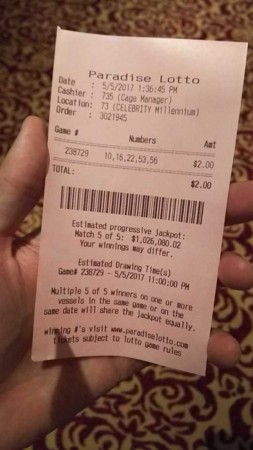 Paradise Lotto
Date : 5/5/2017 1:36:45 PM
Cashier : 735 (Cage Manager)
Location: 73 (CELEBRITY Millennium)
Order : 3021945
Game # Numbers Amt
238729 10,16,22,53,56 $2.00
TOTAL: $2.00
Estimated progressive jackpot:
Match 5 of 5: $1,026,080.02
Your winnings may differ.
Estimated Drawing Time(s)
Game# 238729 - 5/5/2017 11:00:00 PM
Multiple 5 of 5 winners on one or more
vessels in the same game or on the
same date will share the jackpot equally.
winning #'s visit www.paradiselotto.com
tickets subject to lotto game rules